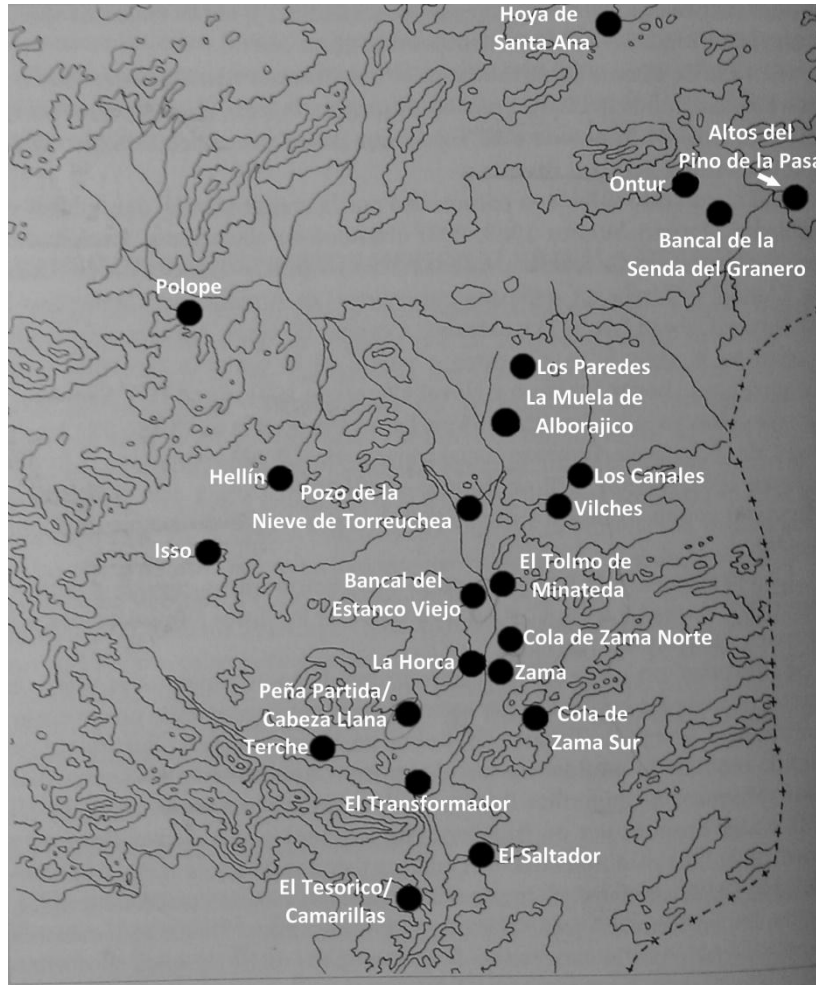 Hoya de
Santa Ana
Altos del
Pino de la Pasa
Ontur
Bancal de la
Senda del Granero
Polope
Los Paredes
La Muela de
Alborajico
Hellín
Los Canales
Pozo de la
Nieve de Torreuchea
Vilches
Isso
El Tolmo de
Minateda
Bancal del
Estanco Viejo
Cola de Zama Norte
La Horca
Zama
Peña Partida/
Cabeza Llana
Cola de
Zama Sur
Terche
El Transformador
El Saltador
El Tesorico/
Camarillas